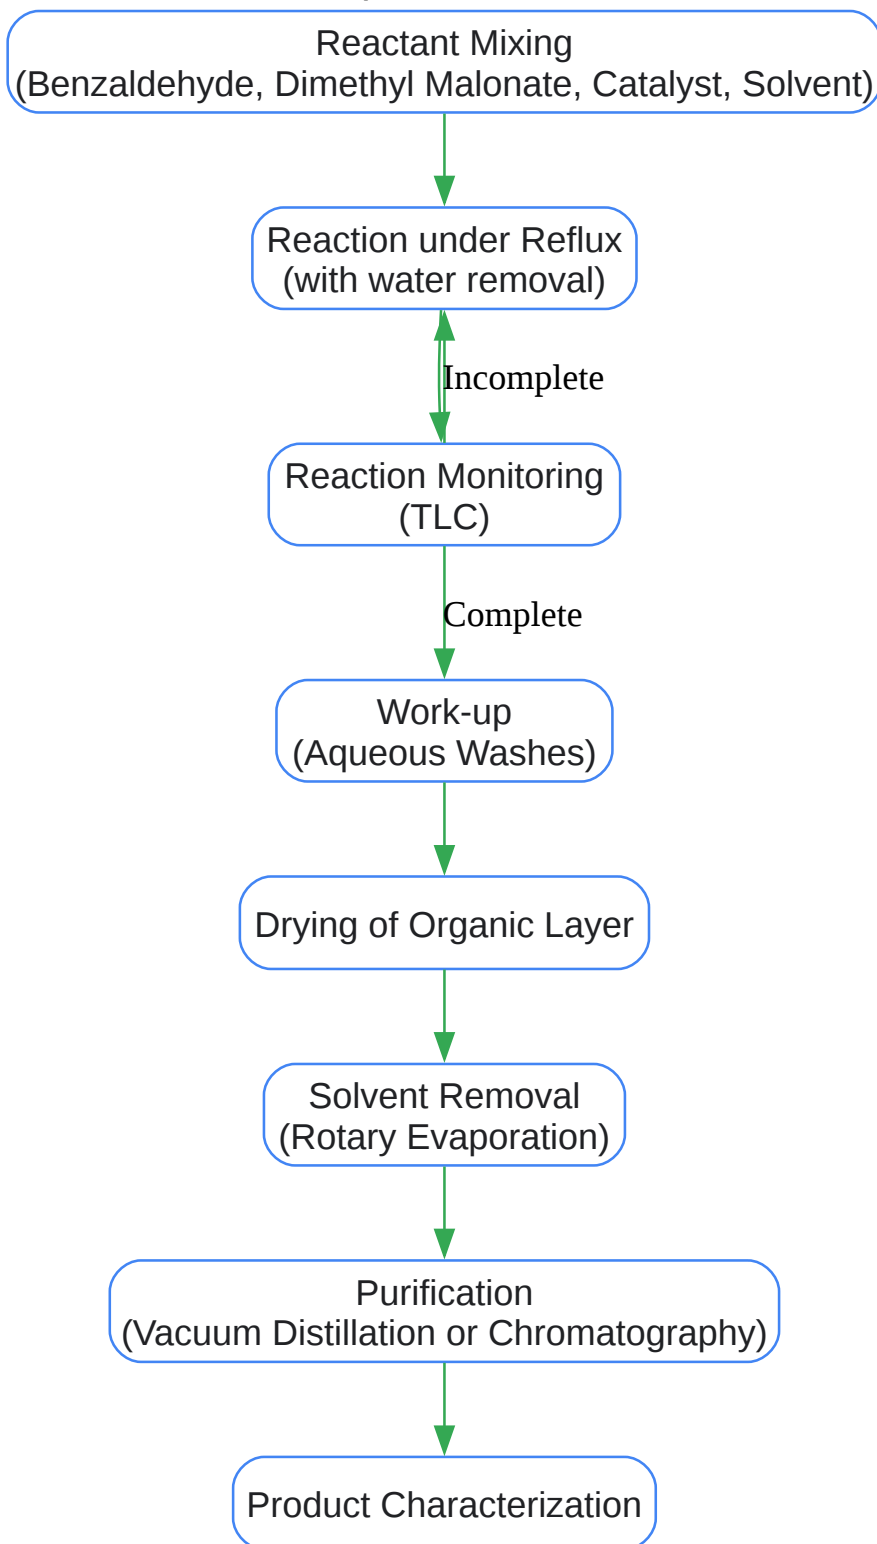 Reactant Mixing
(Benzaldehyde, Dimethyl Malonate, Catalyst, Solvent)
Reaction under Reflux
(with water removal)
Incomplete
Reaction Monitoring
(TLC)
Complete
Work-up
(Aqueous Washes)
Drying of Organic Layer
Solvent Removal
(Rotary Evaporation)
Purification
(Vacuum Distillation or Chromatography)
Product Characterization